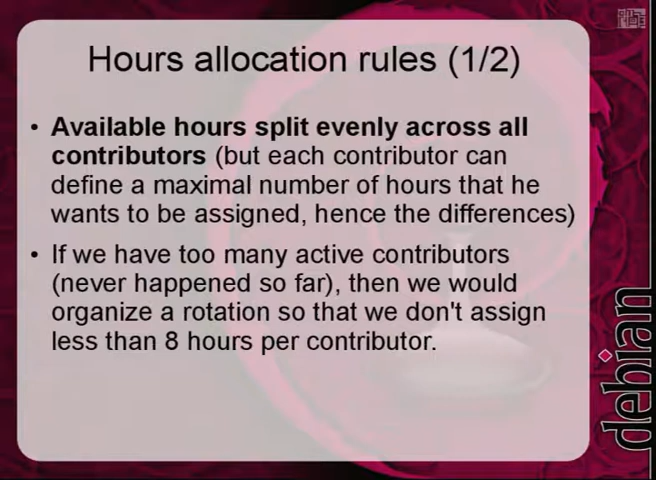 Hours allocation rules (1/2)
• Available hours split evenly across all
contributors (but each contributor can
define a maximal number of hours that he
wants to be assigned, hence the differences)
• If we have too many active contributors
(never happened so far), then we would
organize a rotation so that we don't assign
less than 8 hours per contributor.
debian